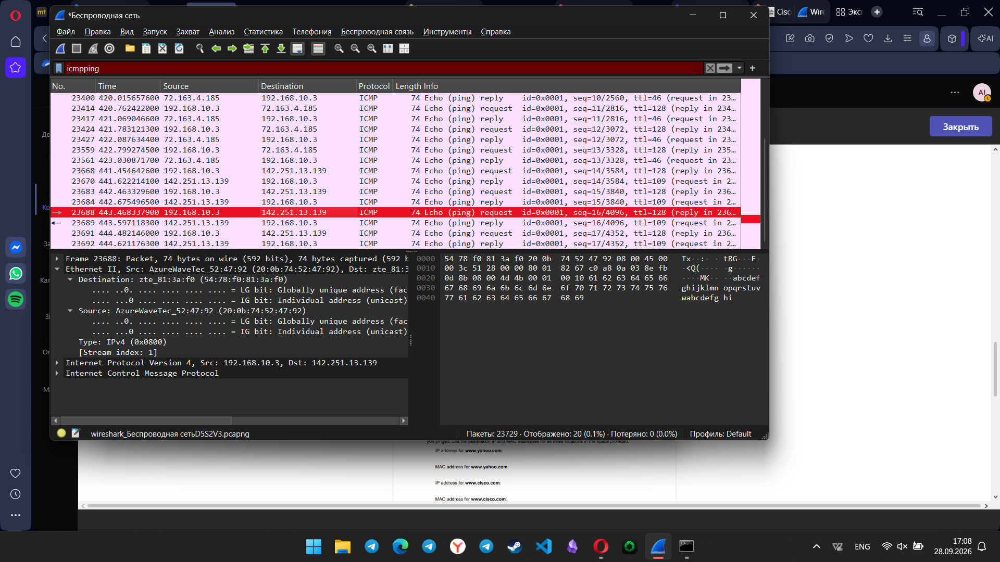 mt
*Беспроводная сеть
Cisc
Wire
Экс
Файл Правка Вид Запуск Захват Анализ Статистика Телефония Беспроводная связь Инструменты Справка
AI
icmpping
No. Time Source Destination Protocol Length Info
23400 420.015657600 72.163.4.185 192.168.10.3 ICMP 74 Echo (ping) reply id=0x0001, seq=10/2560, ttl=46 (request in 23…
23414 420.762422000 192.168.10.3 72.163.4.185 ICMP 74 Echo (ping) request id=0x0001, seq=11/2816, ttl=128 (reply in 234…
23417 421.069046600 72.163.4.185 192.168.10.3 ICMP 74 Echo (ping) reply id=0x0001, seq=11/2816, ttl=46 (request in 23…
23424 421.783121300 192.168.10.3 72.163.4.185 ICMP 74 Echo (ping) request id=0x0001, seq=12/3072, ttl=128 (reply in 234…
23427 422.087634400 72.163.4.185 192.168.10.3 ICMP 74 Echo (ping) reply id=0x0001, seq=12/3072, ttl=46 (request in 23…
23559 422.799274500 192.168.10.3 72.163.4.185 ICMP 74 Echo (ping) request id=0x0001, seq=13/3328, ttl=128 (reply in 235…
23561 423.030871700 72.163.4.185 192.168.10.3 ICMP 74 Echo (ping) reply id=0x0001, seq=13/3328, ttl=46 (request in 23…
23668 441.454642600 192.168.10.3 142.251.13.139 ICMP 74 Echo (ping) request id=0x0001, seq=14/3584, ttl=128 (reply in 236…
23670 441.622214100 142.251.13.139 192.168.10.3 ICMP 74 Echo (ping) reply id=0x0001, seq=14/3584, ttl=109 (request in 2…
23683 442.463329600 192.168.10.3 142.251.13.139 ICMP 74 Echo (ping) request id=0x0001, seq=15/3840, ttl=128 (reply in 236…
23684 442.675496500 142.251.13.139 192.168.10.3 ICMP 74 Echo (ping) reply id=0x0001, seq=15/3840, ttl=109 (request in 2…
23688 443.468337900 192.168.10.3 142.251.13.139 ICMP 74 Echo (ping) request id=0x0001, seq=16/4096, ttl=128 (reply in 236…
23689 443.597118300 142.251.13.139 192.168.10.3 ICMP 74 Echo (ping) reply id=0x0001, seq=16/4096, ttl=109 (request in 2…
23691 444.482146000 192.168.10.3 142.251.13.139 ICMP 74 Echo (ping) request id=0x0001, seq=17/4352, ttl=128 (reply in 236…
23692 444.621176300 142.251.13.139 192.168.10.3 ICMP 74 Echo (ping) reply id=0x0001, seq=17/4352, ttl=109 (request in 2…
AI
Закрыть
Де
Ко
За
Кал
Зв
Ол
М
Frame 23688: Packet, 74 bytes on wire (592 bits), 74 bytes captured (592 b
Ethernet II, Src: AzureWaveTec_52:47:92 (20:0b:74:52:47:92), Dst: zte_81:3
Destination: zte_81:3a:f0 (54:78:f0:81:3a:f0)
.... ..0. .... .... .... .... = LG bit: Globally unique address (fac
.... ...0 .... .... .... .... = IG bit: Individual address (unicast)
Source: AzureWaveTec_52:47:92 (20:0b:74:52:47:92)
.... ..0. .... .... .... .... = LG bit: Globally unique address (fac
.... ...0 .... .... .... .... = IG bit: Individual address (unicast)
Type: IPv4 (0x0800)
[Stream index: 1]
Internet Protocol Version 4, Src: 192.168.10.3, Dst: 142.251.13.139
Internet Control Message Protocol
0000 54 78 f0 81 3a f0 20 0b 74 52 47 92 08 00 45 00 Tx··:· · tRG···E·
0010 00 3c 51 28 00 00 80 01 82 67 c0 a8 0a 03 8e fb ·<Q(···· ·g······
0020 0d 8b 08 00 4d 4b 00 01 00 10 61 62 63 64 65 66 ····MK·· ··abcdef
0030 67 68 69 6a 6b 6c 6d 6e 6f 70 71 72 73 74 75 76 ghijklmn opqrstuv
0040 77 61 62 63 64 65 66 67 68 69 wabcdefg hi
wireshark_Беспроводная сетьD5S2V3.pcapng
Пакеты: 23729 · Отображено: 20 (0.1%) · Потеряно: 0 (0.0%)
Профиль: Default
you pinged. List the destination IP and MAC addresses for all three locations in the space provided.
IP address for www.yahoo.com:
MAC address for www.yahoo.com:
IP address for www.cisco.com:
MAC address for www.cisco.com:
ENG
17:08
28.09.2026